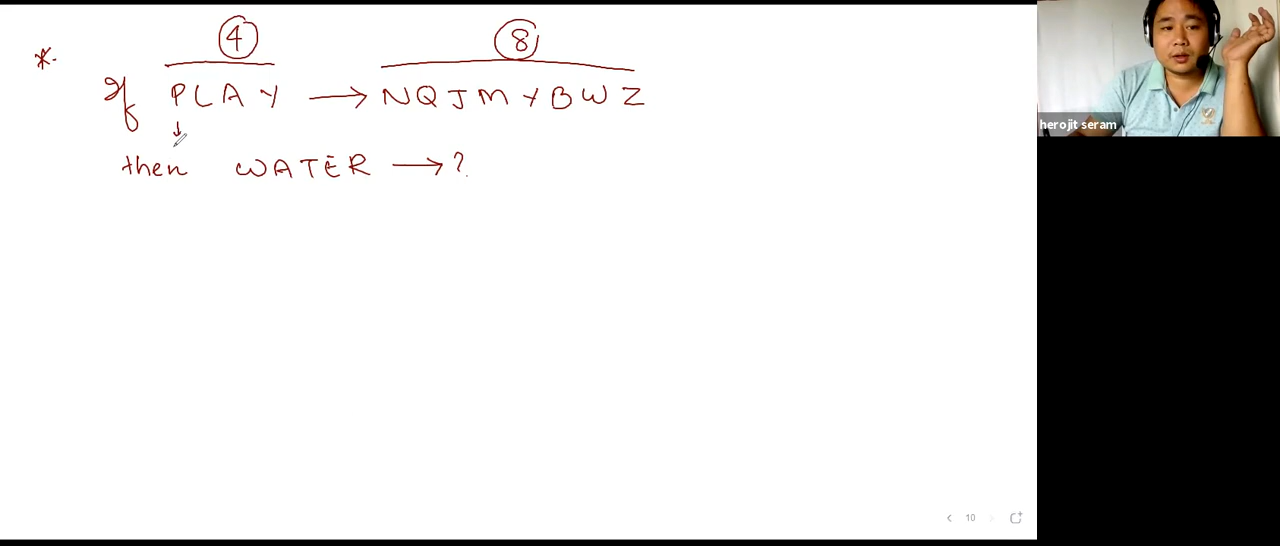 *. ④ ⑧
If PLAY → NQJMYBWZ
↓
then WATER → ?
herojit seram
10